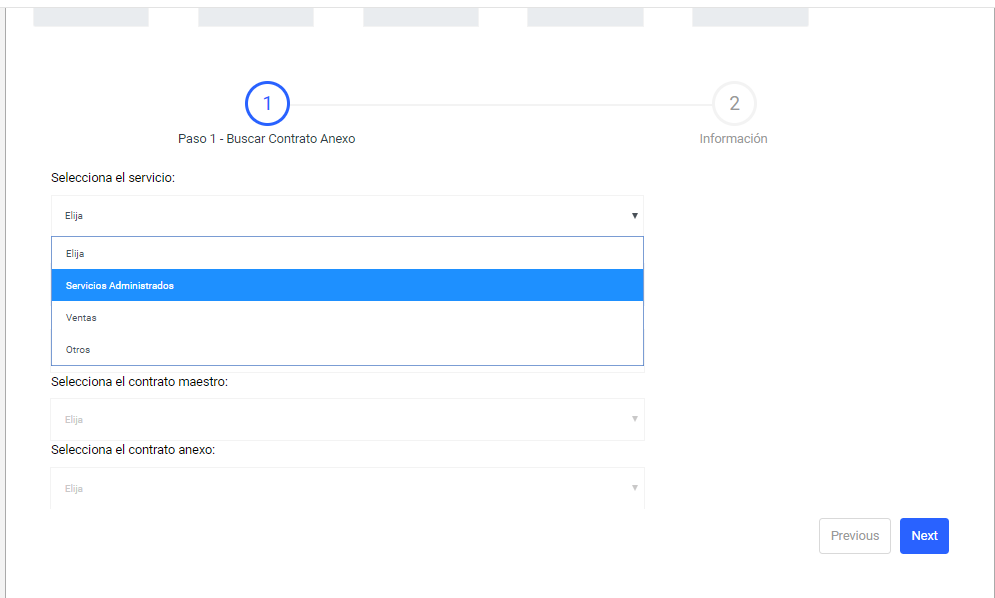 1
2
Paso 1 - Buscar Contrato Anexo
Información
Selecciona el servicio:
Elija
Elija
Servicios Administrados
Ventas
Otros
Selecciona el contrato maestro:
Elija
Selecciona el contrato anexo:
Elija
Previous
Next